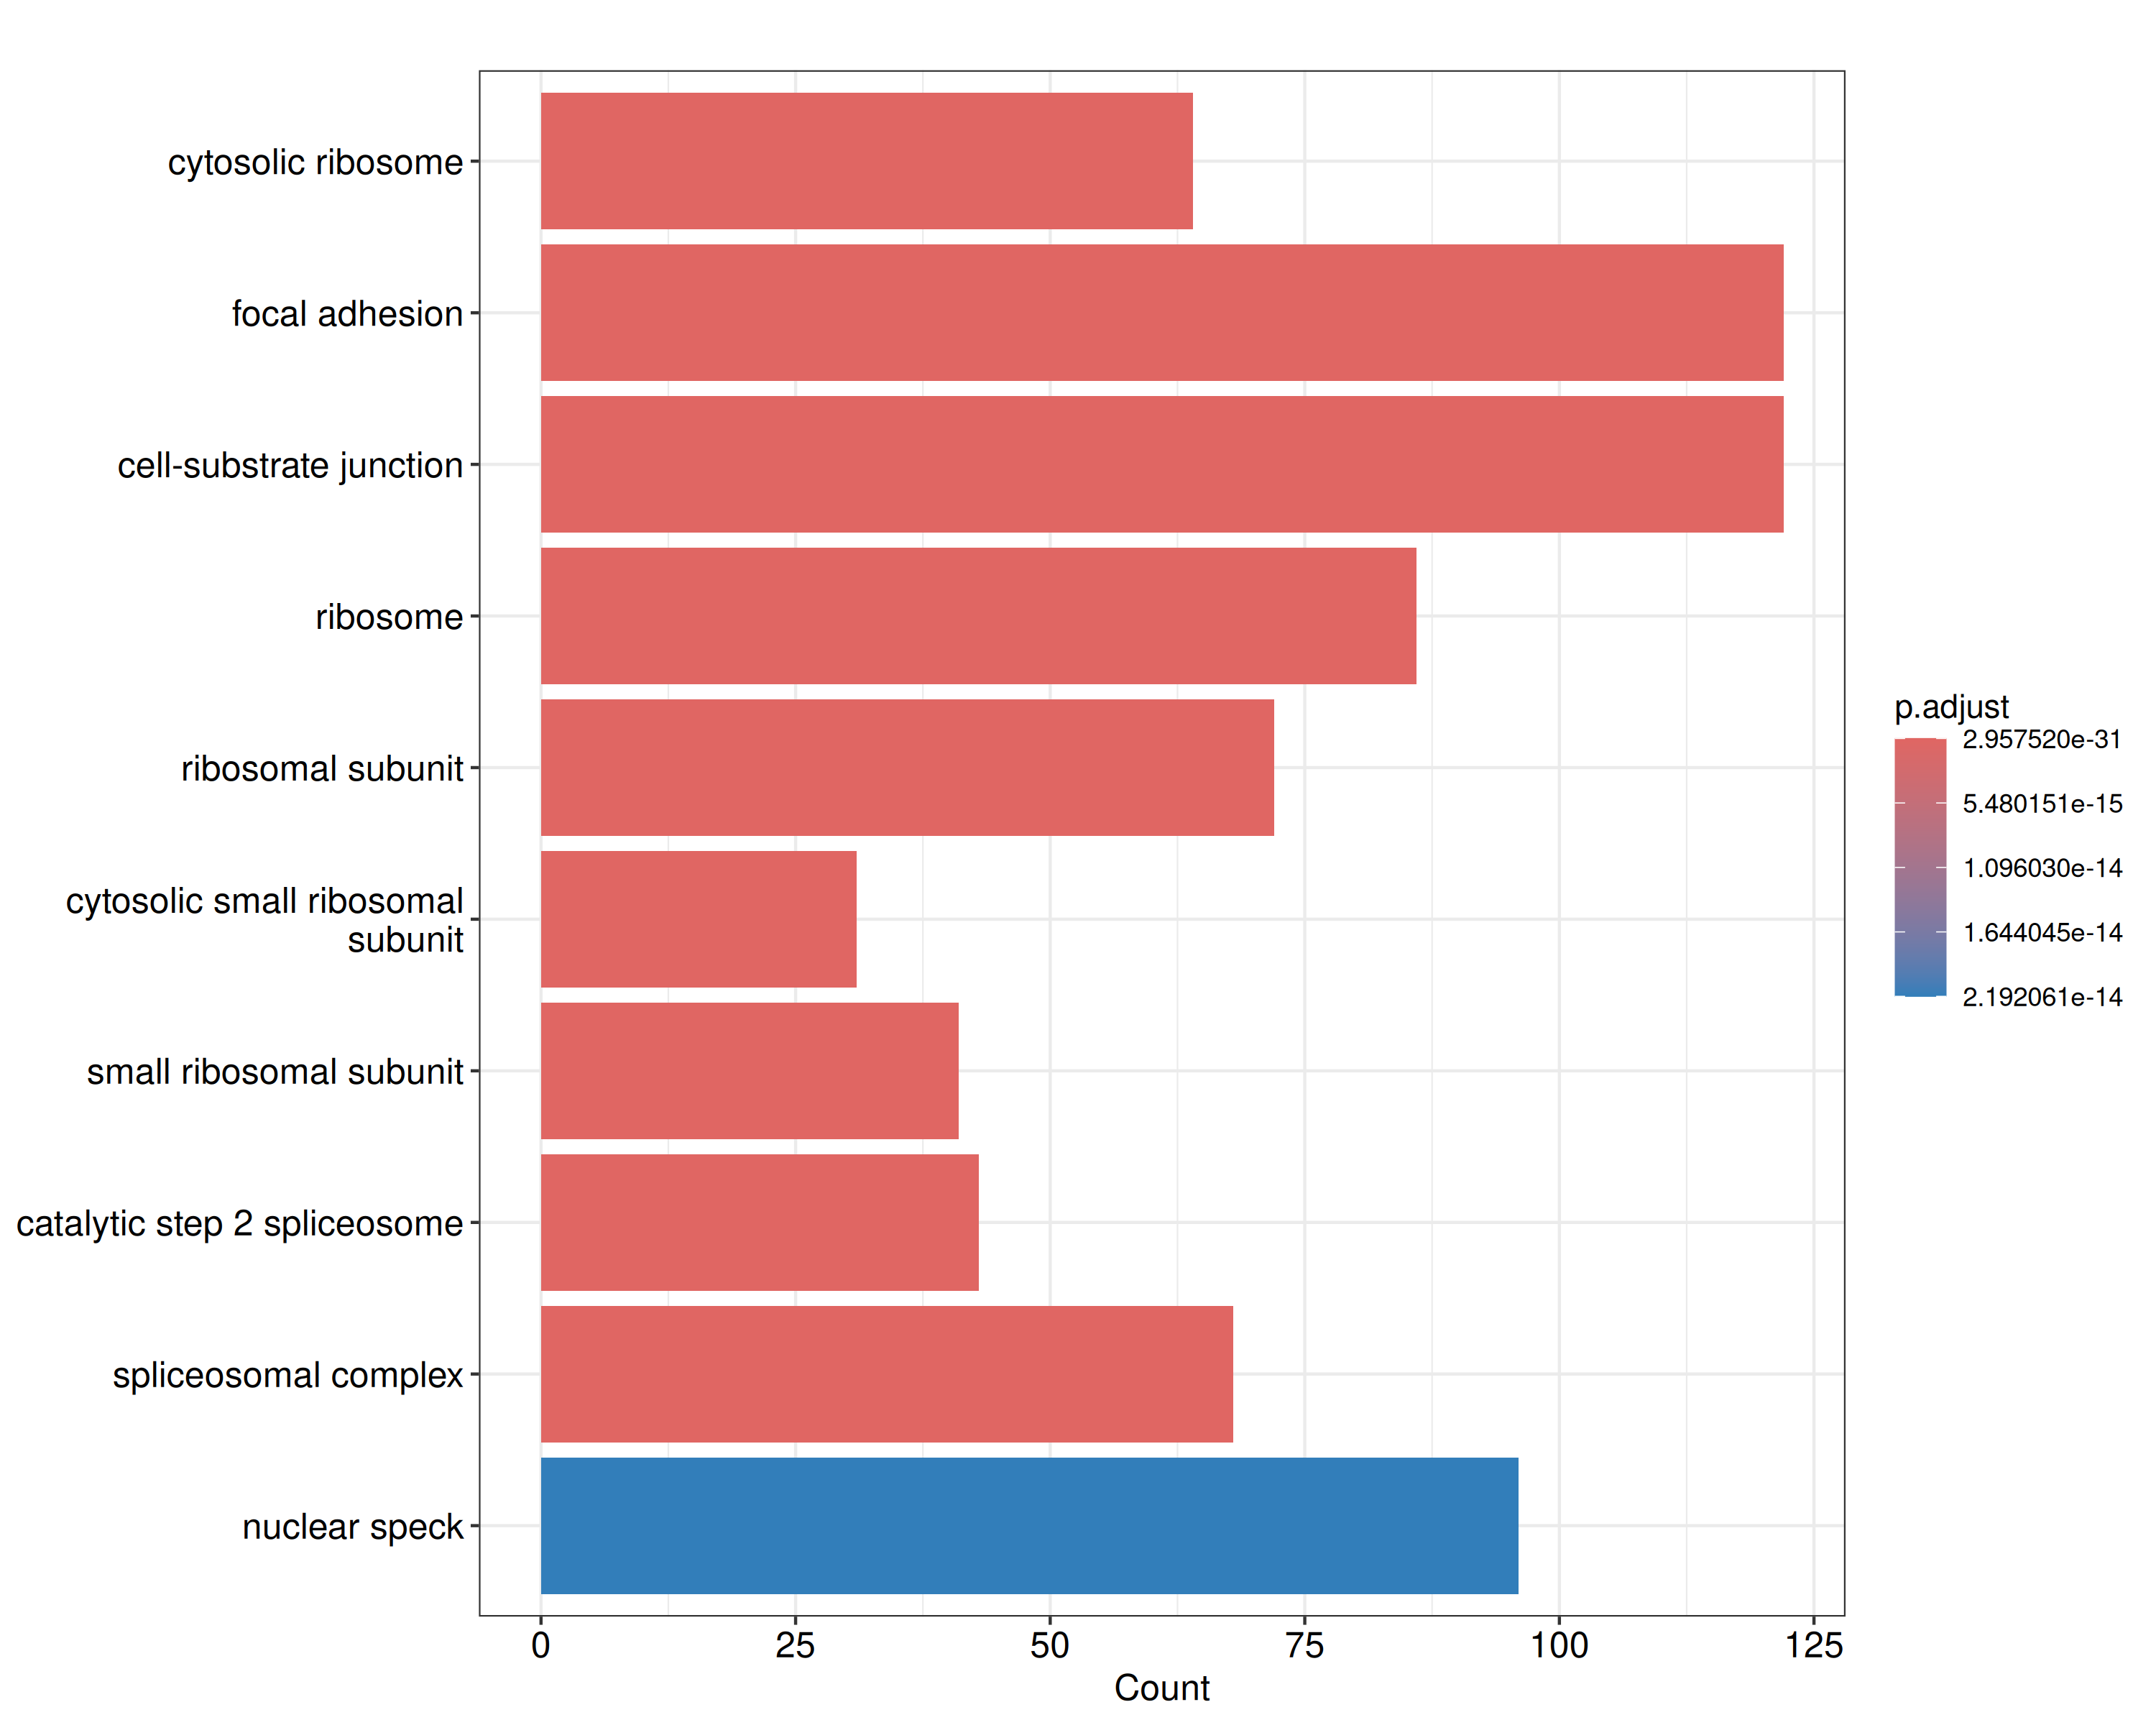 cytosolic ribosome
focal adhesion
cell-substrate junction
ribosome
ribosomal subunit
cytosolic small ribosomal
subunit
small ribosomal subunit
catalytic step 2 spliceosome
spliceosomal complex
nuclear speck
0 25 50 75 100 125
Count
p.adjust
2.957520e-31
5.480151e-15
1.096030e-14
1.644045e-14
2.192061e-14